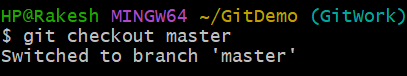 HP@Rakesh MINGW64 ~/GitDemo (GitWork)
$ git checkout master
Switched to branch 'master'